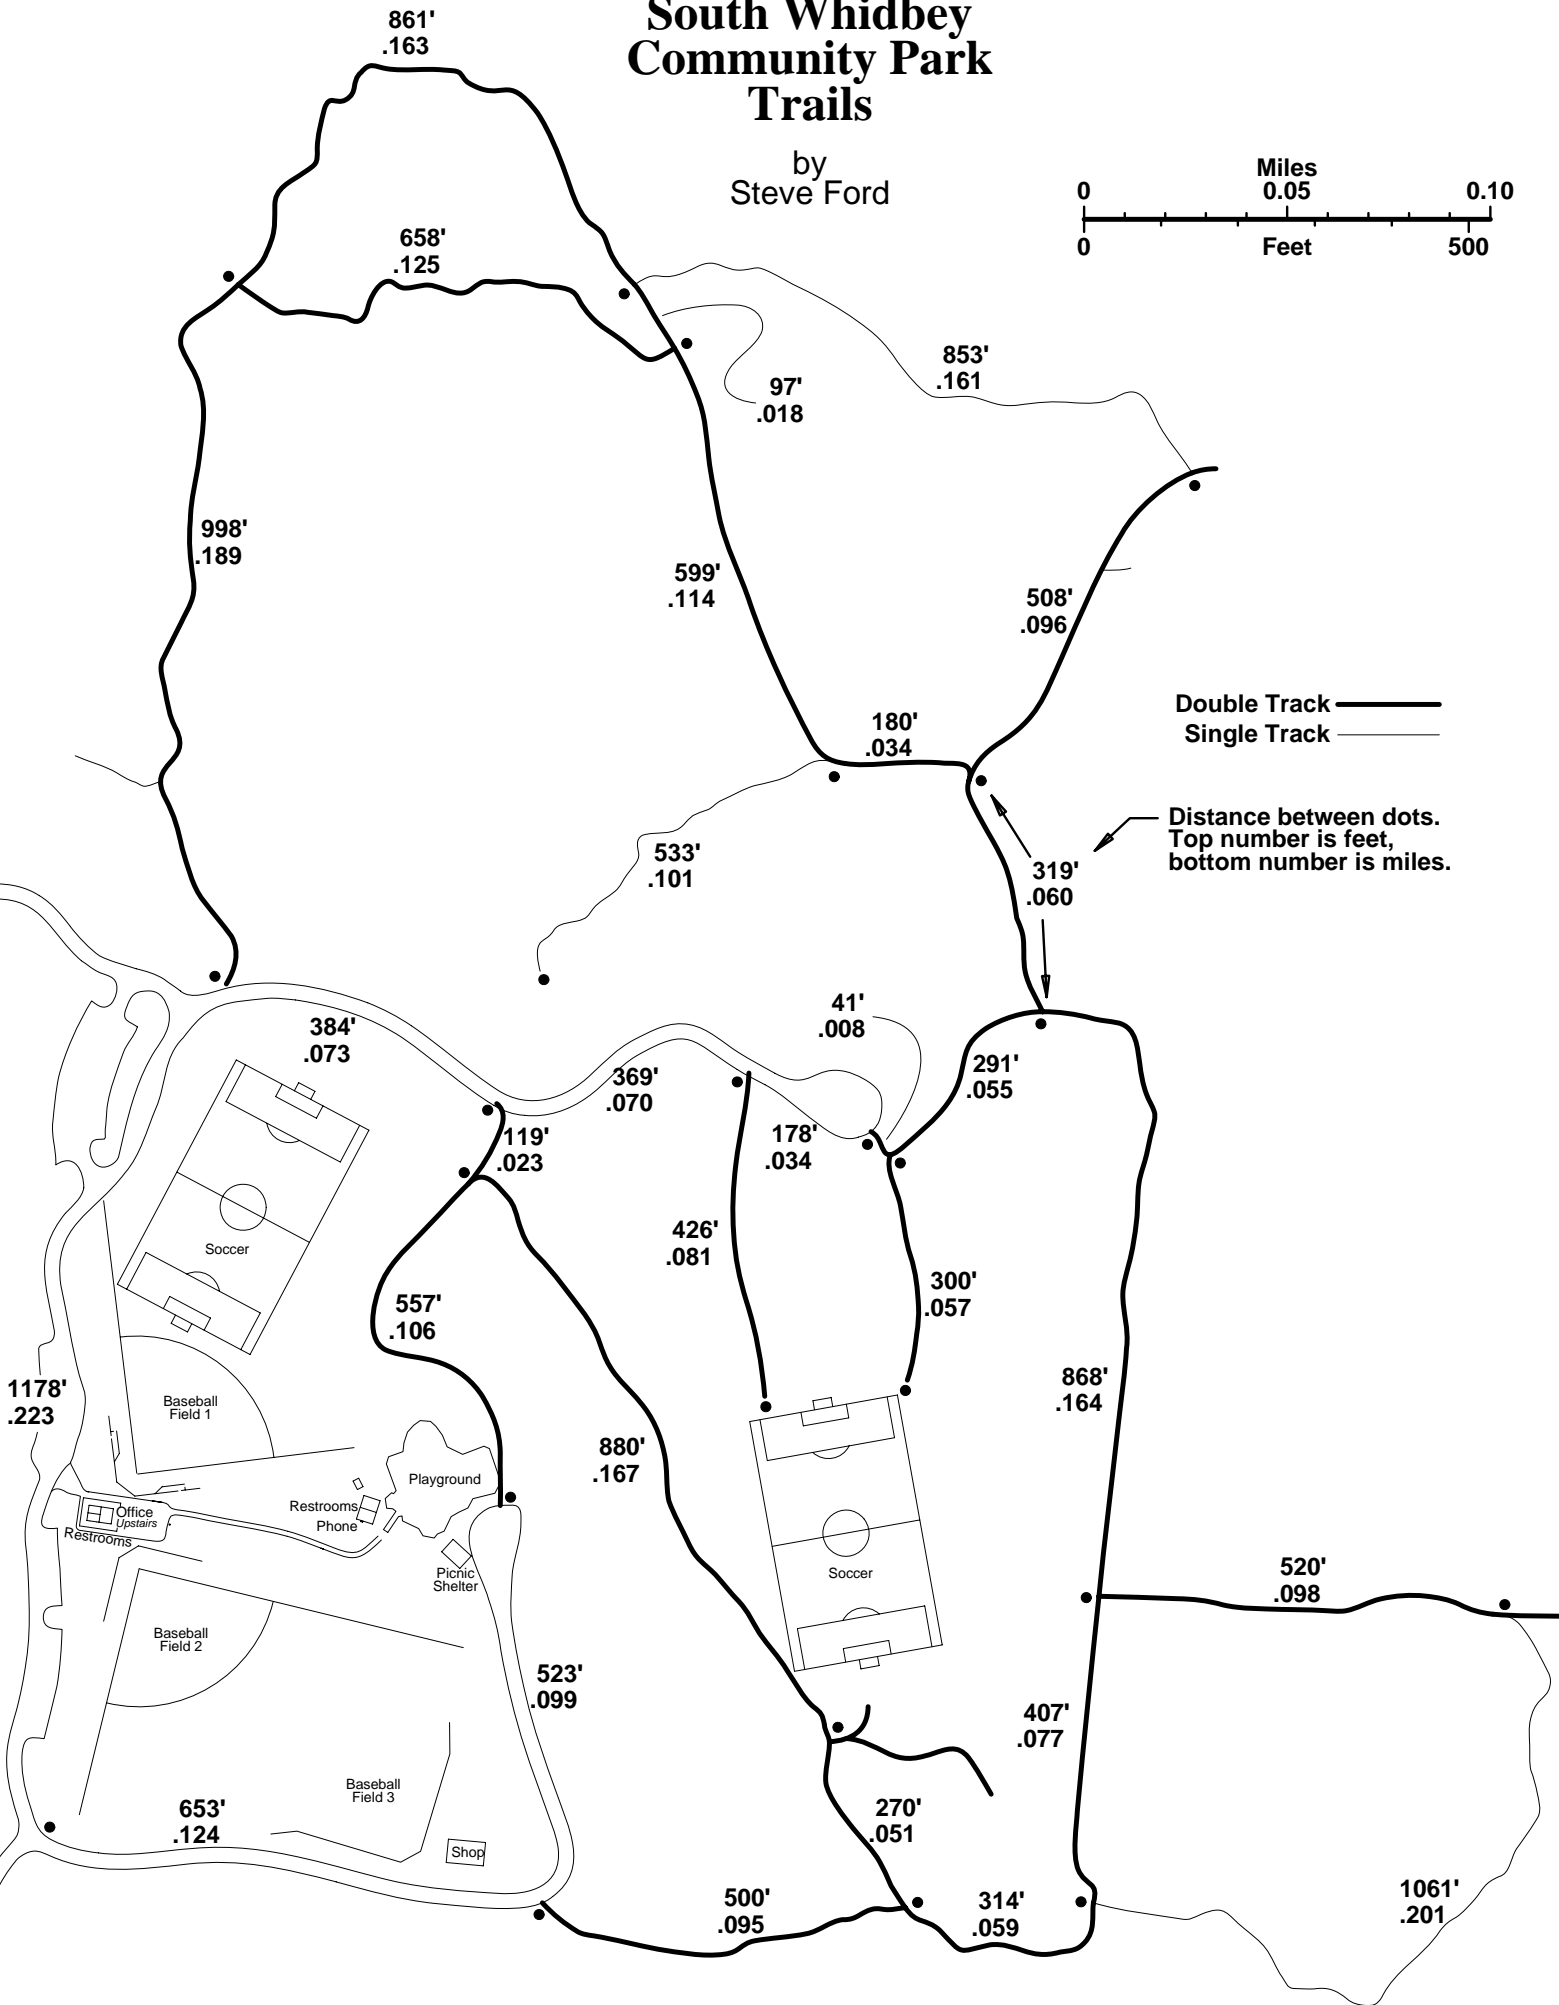 861'
.163
South Whidbey
Community Park
Trails
by
Steve Ford
Miles
0 0.05 0.10
0 Feet 500
658'
.125
853'
.161
97'
.018
998'
.189
599'
.114
508'
.096
Double Track
Single Track
180'
.034
Distance between dots.
Top number is feet,
bottom number is miles.
533'
.101
319'
.060
41'
.008
384'
.073
291'
.055
369'
.070
119'
.023
178'
.034
426'
.081
Soccer
300'
.057
557'
.106
868'
.164
1178'
.223
Baseball
Field 1
880'
.167
Playground
Restrooms
Phone
Office
Upstairs
Restrooms
Picnic
Shelter
Soccer
520'
.098
Baseball
Field 2
523'
.099
407'
.077
Baseball
Field 3
653'
.124
270'
.051
Shop
500'
.095
314'
.059
1061'
.201